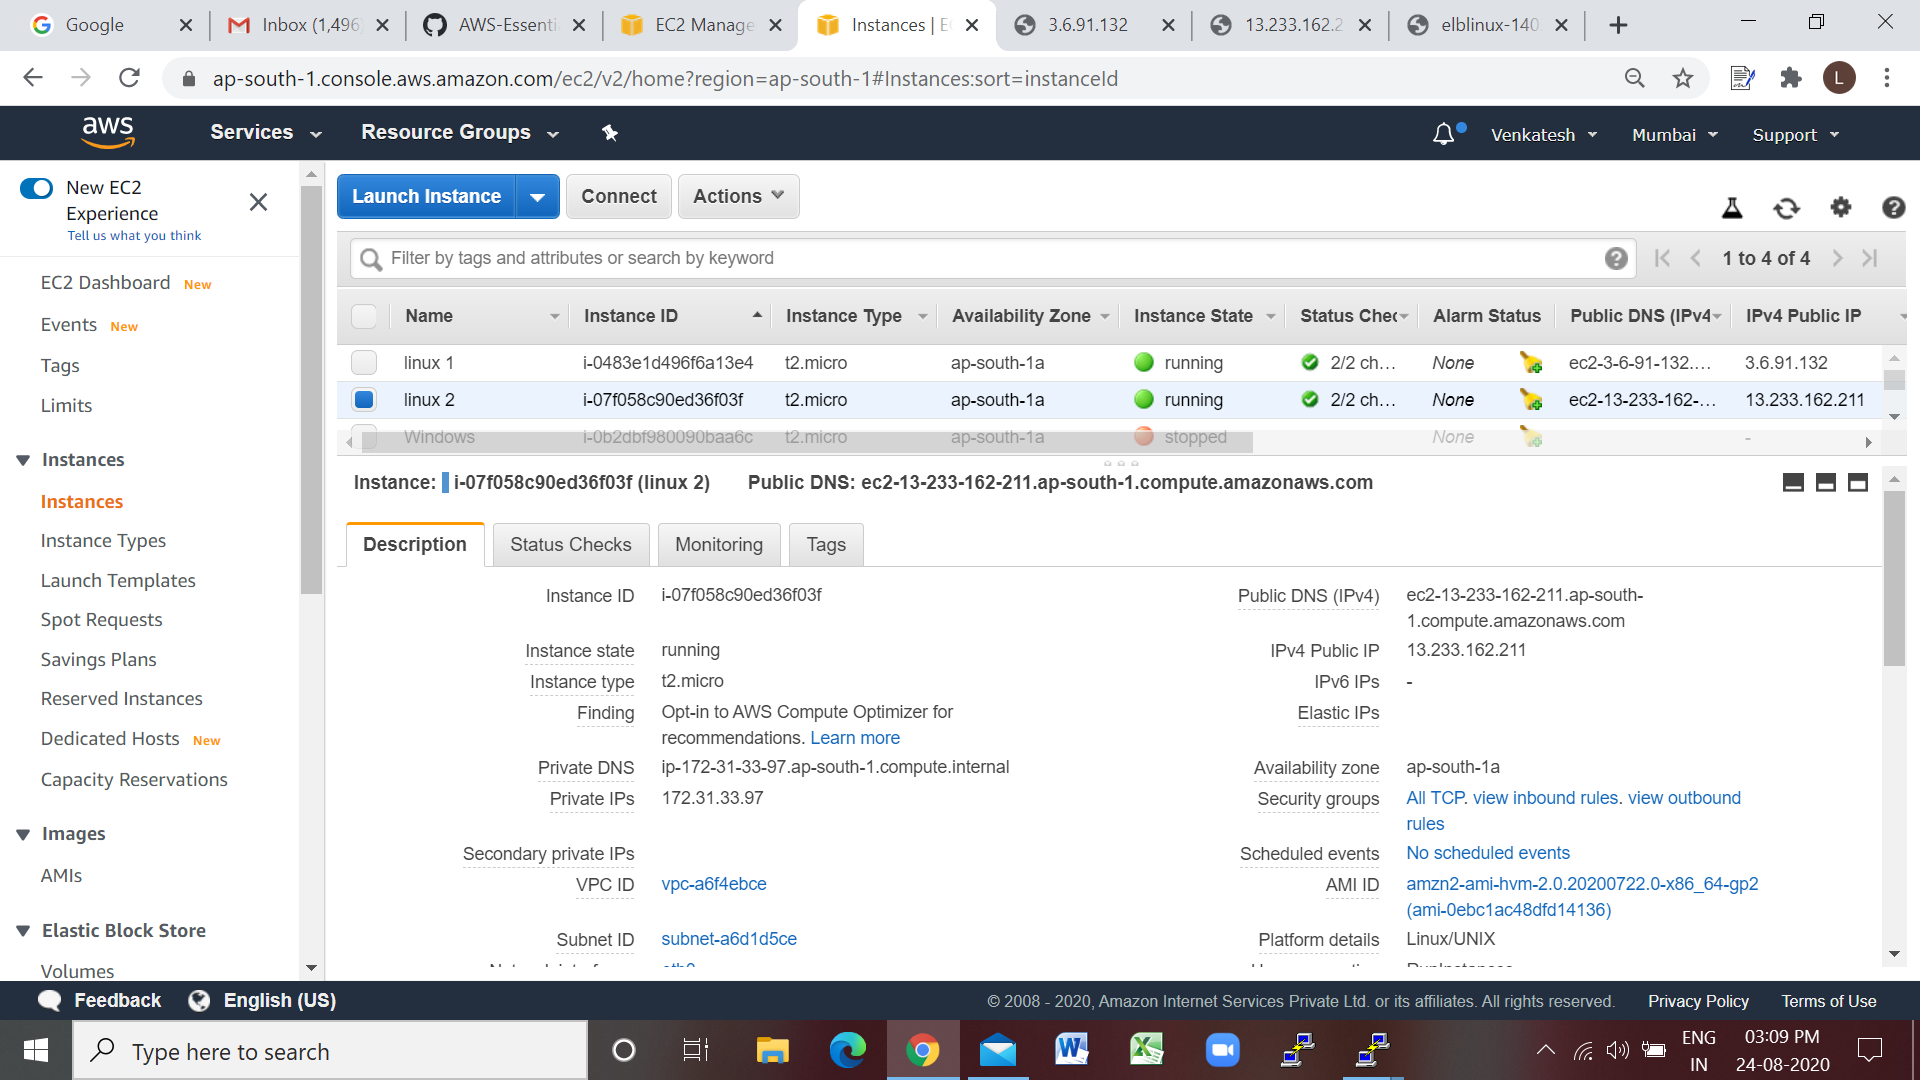 Google
Inbox (1,496
AWS-Essenti
EC2 Manage
Instances | E
3.6.91.132
13.233.162.2
elblinux-140
ap-south-1.console.aws.amazon.com/ec2/v2/home?region=ap-south-1#Instances:sort=instanceId
L
aws
Services
Resource Groups
Venkatesh
Mumbai
Support
New EC2
Experience
Tell us what you think
EC2 Dashboard New
Events New
Tags
Limits
Instances
Instances
Instance Types
Launch Templates
Spot Requests
Savings Plans
Reserved Instances
Dedicated Hosts New
Capacity Reservations
Images
AMIs
Elastic Block Store
Volumes
Launch Instance
Connect
Actions
Filter by tags and attributes or search by keyword
1 to 4 of 4
Name Instance ID Instance Type Availability Zone Instance State Status Chec Alarm Status Public DNS (IPv4 IPv4 Public IP
linux 1 i-0483e1d496f6a13e4 t2.micro ap-south-1a running 2/2 ch... None ec2-3-6-91-132.... 3.6.91.132
linux 2 i-07f058c90ed36f03f t2.micro ap-south-1a running 2/2 ch... None ec2-13-233-162-... 13.233.162.211
Windows i-0b2dbf980090baa6c t2.micro ap-south-1a stopped None -
Instance: i-07f058c90ed36f03f (linux 2) Public DNS: ec2-13-233-162-211.ap-south-1.compute.amazonaws.com
Description
Status Checks
Monitoring
Tags
Instance ID i-07f058c90ed36f03f
Instance state running
Instance type t2.micro
Finding Opt-in to AWS Compute Optimizer for
recommendations. Learn more
Private DNS ip-172-31-33-97.ap-south-1.compute.internal
Private IPs 172.31.33.97
Secondary private IPs
VPC ID vpc-a6f4ebce
Subnet ID subnet-a6d1d5ce
Public DNS (IPv4) ec2-13-233-162-211.ap-south-
1.compute.amazonaws.com
IPv4 Public IP 13.233.162.211
IPv6 IPs -
Elastic IPs
Availability zone ap-south-1a
Security groups All TCP. view inbound rules. view outbound
rules
Scheduled events No scheduled events
AMI ID amzn2-ami-hvm-2.0.20200722.0-x86_64-gp2
(ami-0ebc1ac48dfd14136)
Platform details Linux/UNIX
Feedback
English (US)
© 2008 - 2020, Amazon Internet Services Private Ltd. or its affiliates. All rights reserved.
Privacy Policy
Terms of Use
Type here to search
ENG
IN
03:09 PM
24-08-2020